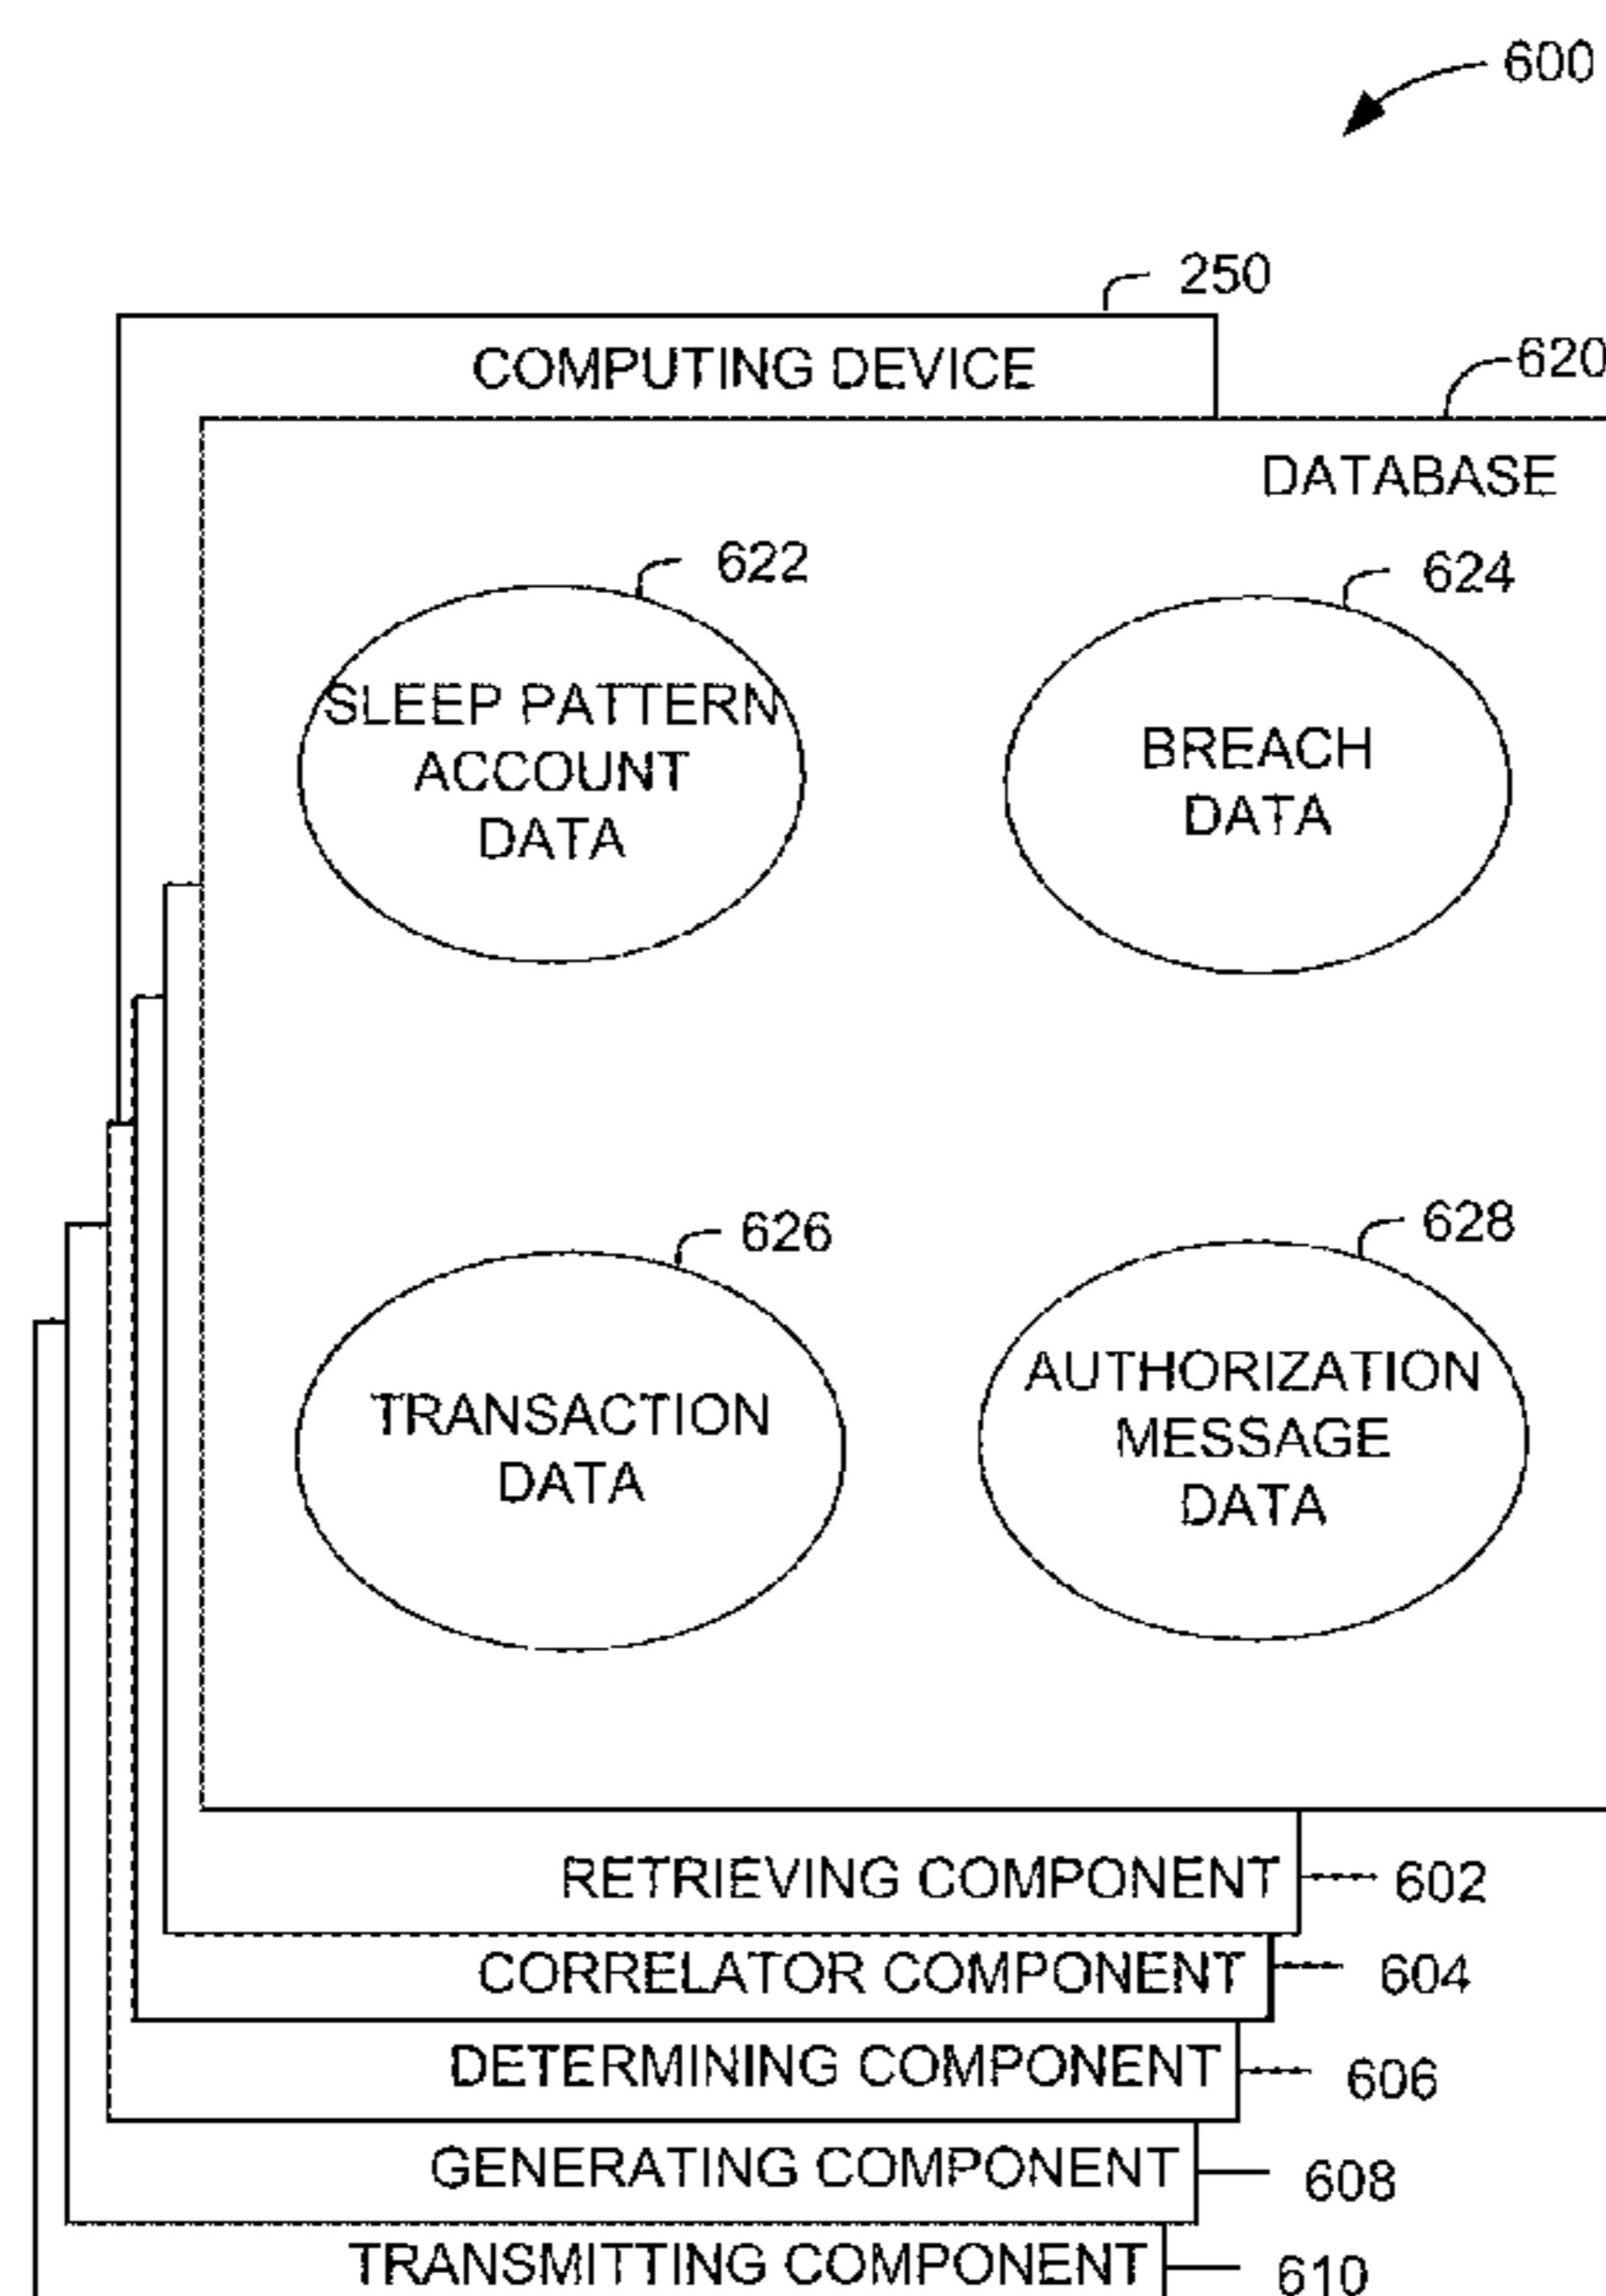 600
250
COMPUTING DEVICE
620
DATABASE
622
624
SLEEP PATTERN
ACCOUNT
DATA
BREACH
DATA
626
628
TRANSACTION
DATA
AUTHORIZATION
MESSAGE
DATA
RETRIEVING COMPONENT
602
CORRELATOR COMPONENT
604
DETERMINING COMPONENT
606
GENERATING COMPONENT
608
TRANSMITTING COMPONENT
610